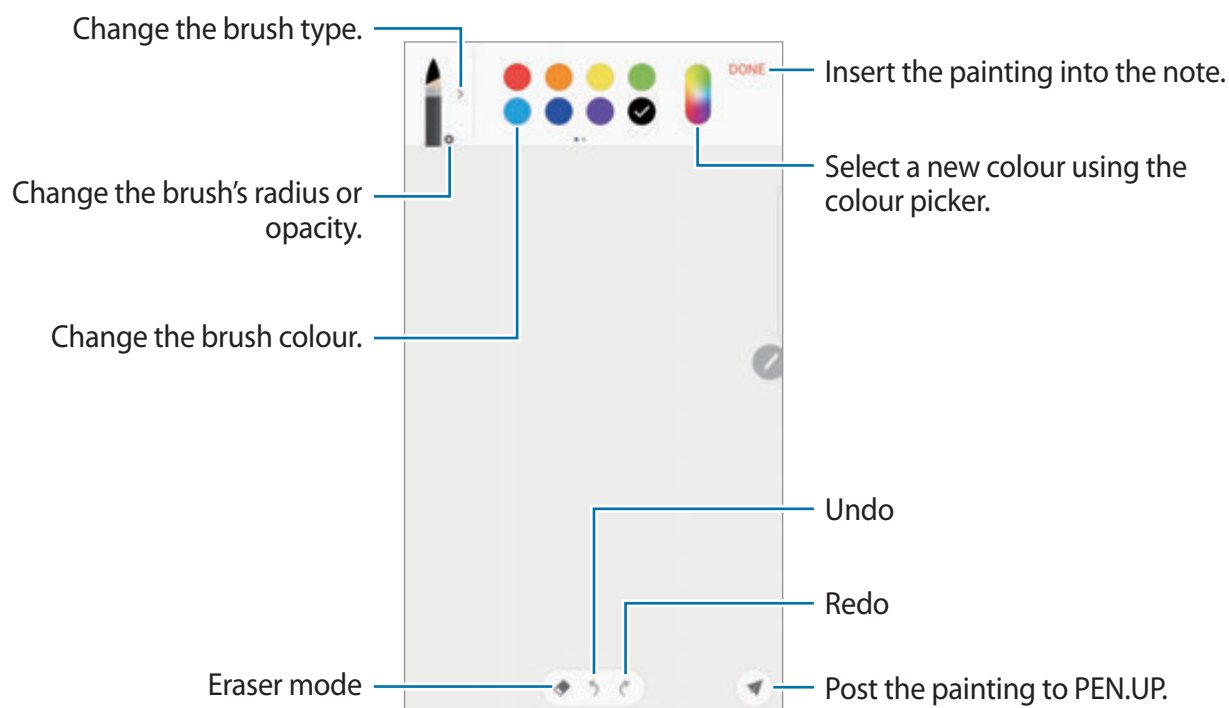 Change the brush type.
DONE
Insert the painting into the note.
Select a new colour using the
colour picker.
Change the brush's radius or
opacity.
Change the brush colour.
Undo
Redo
Eraser mode
Post the painting to PEN.UP.